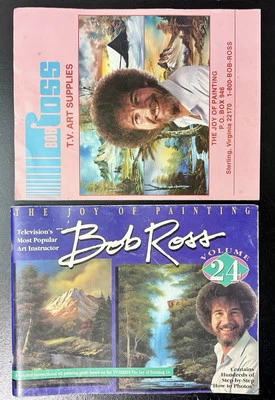 BOB
ROSS
T.V. ART SUPPLIES
THE JOY OF PAINTING
P.O. BOX 946
Sterling, Virginia 22170 1-800-BOB-ROSS
THE JOY OF PAINTING
Television's
Most Popular
Art Instructor
Bob Ross
VOLUME
24
Contains
Hundreds of
Step-by-Step
"How to Photos"